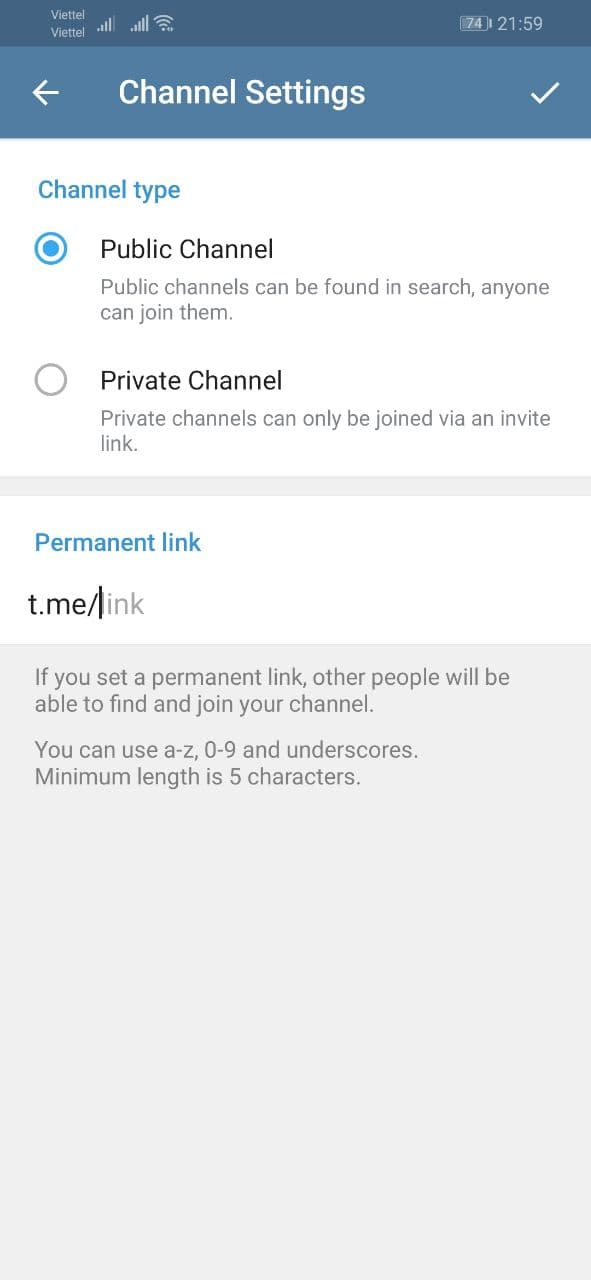 Viettel
Viettel
74 21:59
Channel Settings
Channel type
Public Channel
Public channels can be found in search, anyone
can join them.
Private Channel
Private channels can only be joined via an invite
link.
Permanent link
t.me/link
If you set a permanent link, other people will be
able to find and join your channel.
You can use a-z, 0-9 and underscores.
Minimum length is 5 characters.